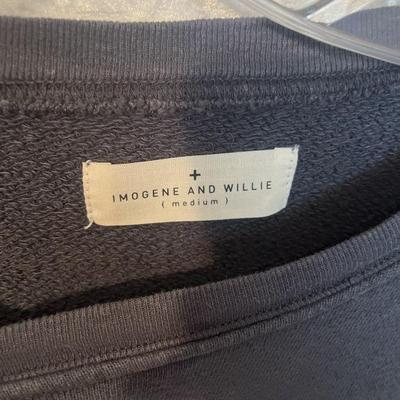 +
IMOGENE AND WILLIE
( medium )